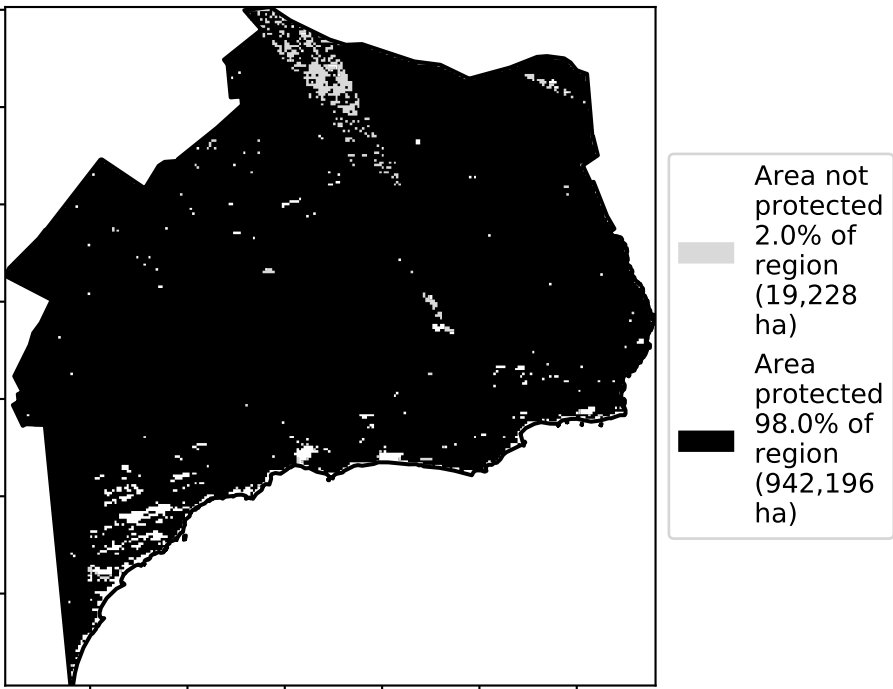 Area not
protected
2.0% of
region
(19,228
ha)
Area
protected
98.0% of
region
(942,196
ha)